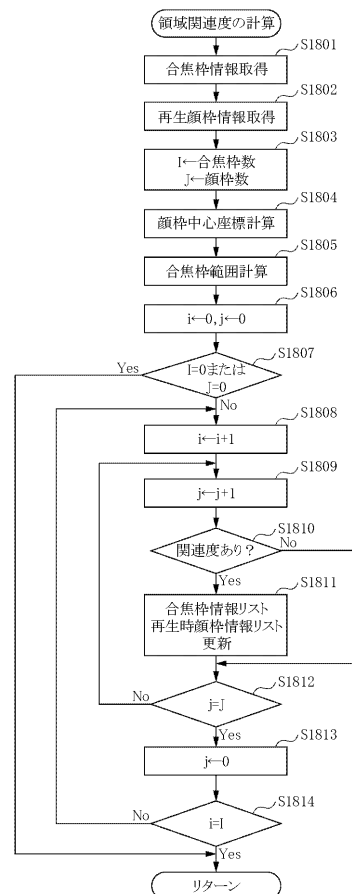 領域関連度の計算
S1801
合焦枠情報取得
S1802
再生顔枠情報取得
S1803
I←合焦枠数
J←顔枠数
S1804
顔枠中心座標計算
S1805
合焦枠範囲計算
S1806
i←0,j←0
S1807
Yes
I=0または
J=0
No
S1808
i←i+1
S1809
j←j+1
S1810
関連度あり?
No
Yes
S1811
合焦枠情報リスト
再生時顔枠情報リスト
更新
S1812
No
j=J
Yes
S1813
j←0
S1814
No
i=I
Yes
リターン